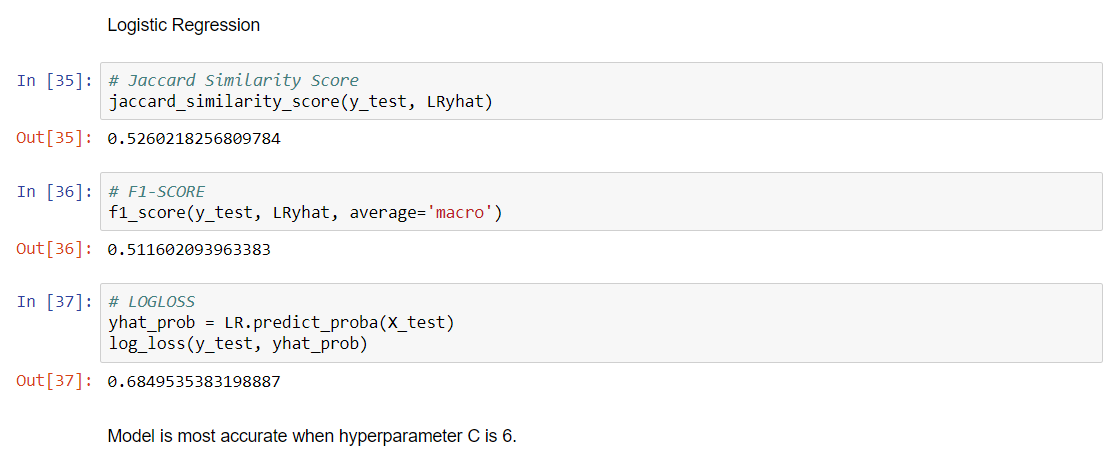 Logistic Regression
In [35]: # Jaccard Similarity Score
jaccard_similarity_score(y_test, LRyhat)
Out[35]: 0.5260218256809784
In [36]: # F1-SCORE
f1_score(y_test, LRyhat, average='macro')
Out[36]: 0.511602093963383
In [37]: # LOGLOSS
yhat_prob = LR.predict_proba(X_test)
log_loss(y_test, yhat_prob)
Out[37]: 0.6849535383198887
Model is most accurate when hyperparameter C is 6.